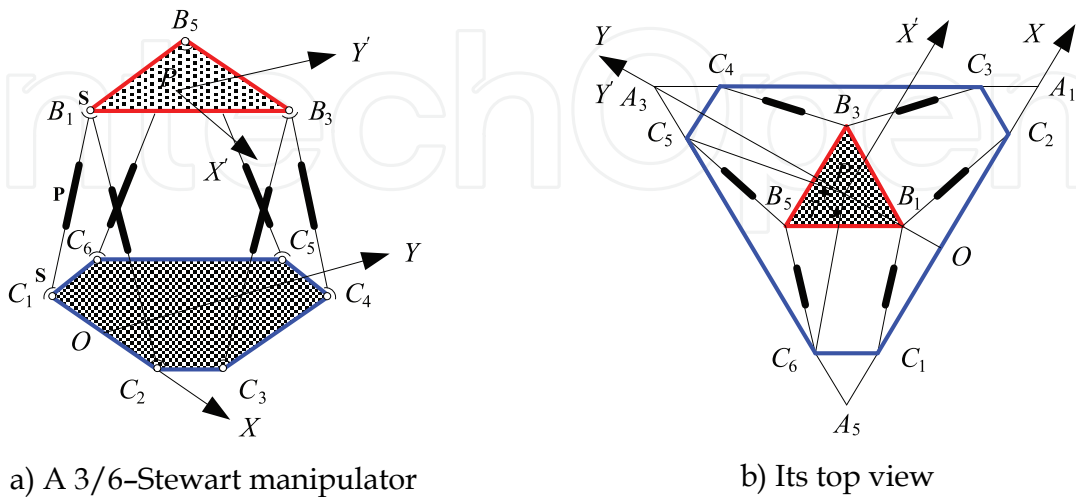 B5
Y'
P
S
B1
B3
X'
P
C6
C5
Y
S
C1
C4
O
C2
C3
X
a) A 3/6–Stewart manipulator
X'
X
Y
C4
C3
Y'
A3
A1
B3
C5
C2
B5
B1
O
C6
C1
A5
b) Its top view
ntechOpen